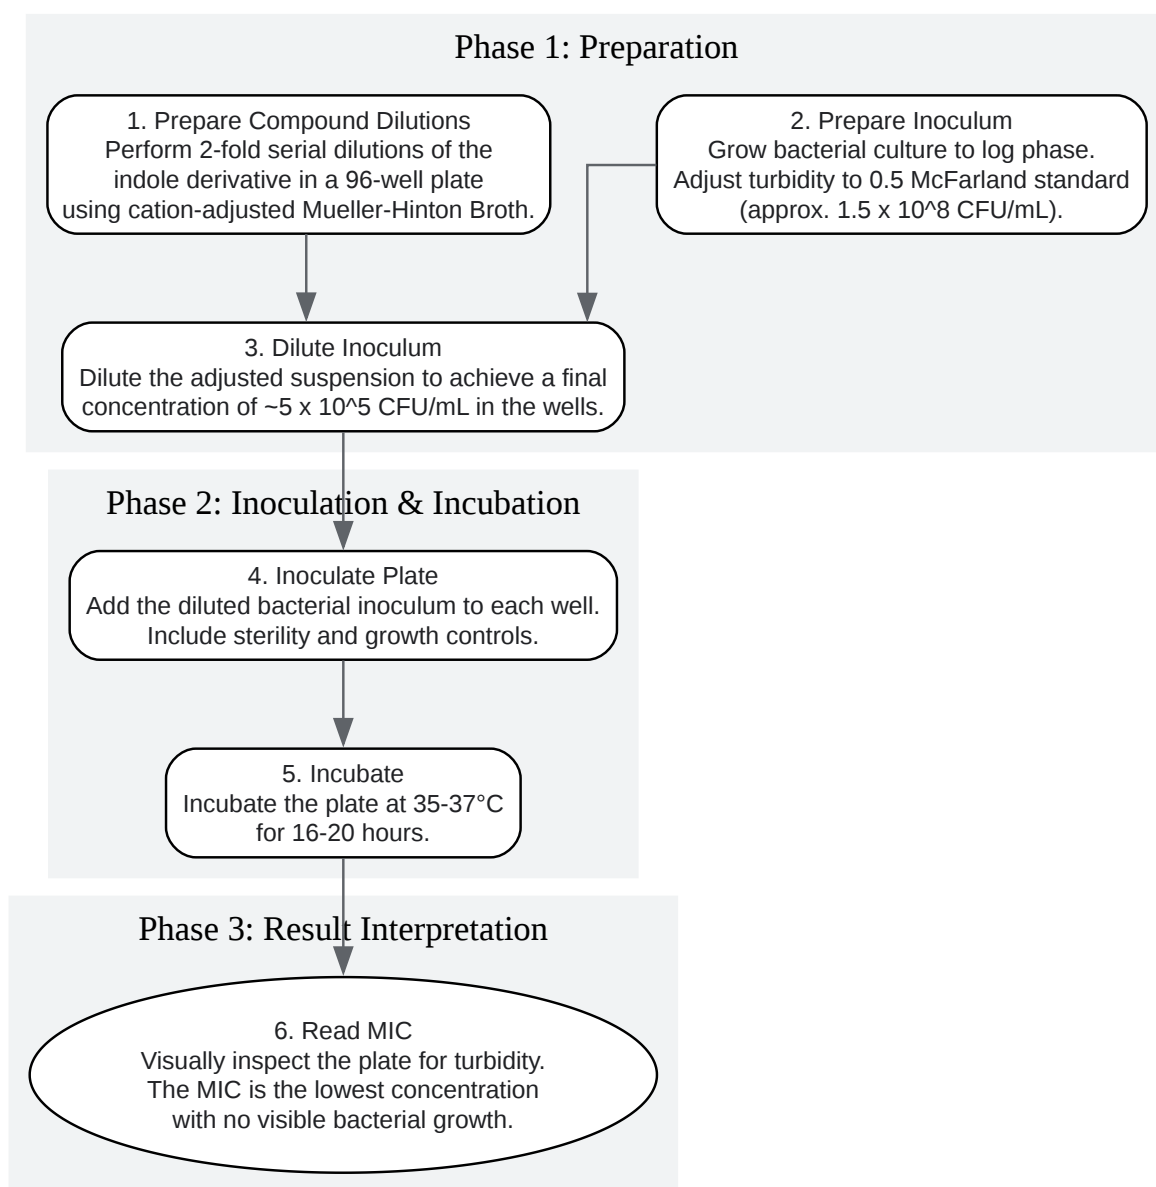 Phase 1: Preparation
1. Prepare Compound Dilutions
Perform 2-fold serial dilutions of the
indole derivative in a 96-well plate
using cation-adjusted Mueller-Hinton Broth.
2. Prepare Inoculum
Grow bacterial culture to log phase.
Adjust turbidity to 0.5 McFarland standard
(approx. 1.5 x 10^8 CFU/mL).
3. Dilute Inoculum
Dilute the adjusted suspension to achieve a final
concentration of ~5 x 10^5 CFU/mL in the wells.
Phase 2: Inoculation & Incubation
4. Inoculate Plate
Add the diluted bacterial inoculum to each well.
Include sterility and growth controls.
5. Incubate
Incubate the plate at 35-37°C
for 16-20 hours.
Phase 3: Result Interpretation
6. Read MIC
Visually inspect the plate for turbidity.
The MIC is the lowest concentration
with no visible bacterial growth.